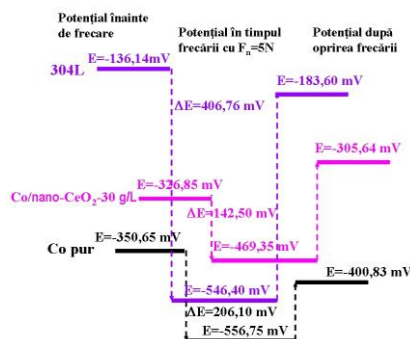 Potențial înainte
de frecare
Potențial în timpul
frecării cu Fn=5N
Potențial după
oprirea frecării
E=-136,14mV
304L
E=-183,60 mV
ΔE=406,76 mV
E=-305,64 mV
E=-326,85 mV
Co/nano-CeO2-30 g/L
ΔE=142,50 mV
E=-350,65 mV
Co pur
E=-469,35 mV
E=-400,83 mV
E=-546,40 mV
ΔE=206,10 mV
E=-556,75 mV